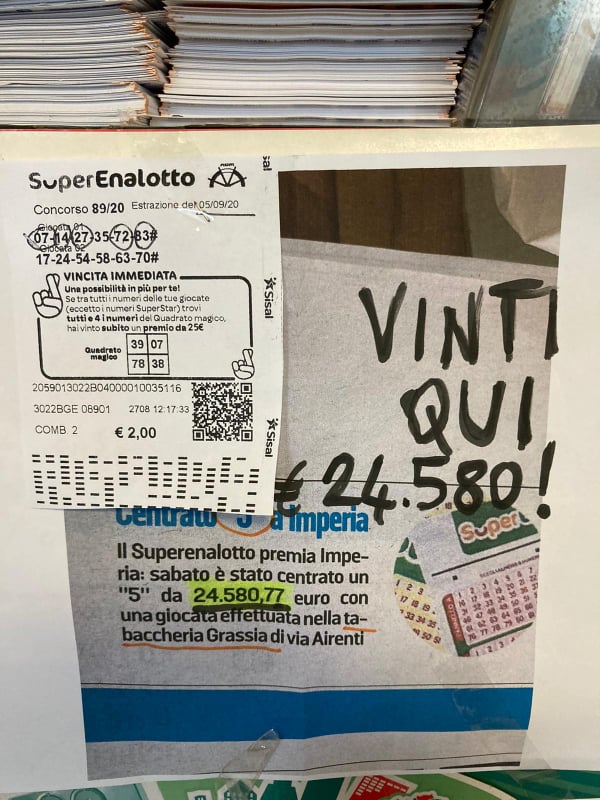 SuperEnalotto
Sisal
Concorso 89/20 Estrazione del 05/09/20
Giocata 01
07-14-27-35-72-83#
Giocata 02
17-24-54-58-63-70#
VINCITA IMMEDIATA
Una possibilità in più per te!
Se tra tutti i numeri delle tue giocate
(eccetto i numeri SuperStar) trovi
tutti e 4 i numeri del Quadrato magico,
hai vinto subito un premio da 25€
Quadrato
magico
39 07
78 38
Sisal
2059013022B04000010035116
3022BGE 08901 2708 12:17:33
COMB. 2 € 2,00
Sisal
VINTI
QUI
€ 24.580!
Centrato "5" a Imperia
Il Superenalotto premia Impe-
ria: sabato è stato centrato un
"5" da 24.580,77 euro con
una giocata effettuata nella ta-
baccheria Grassia di via Airenti
Super